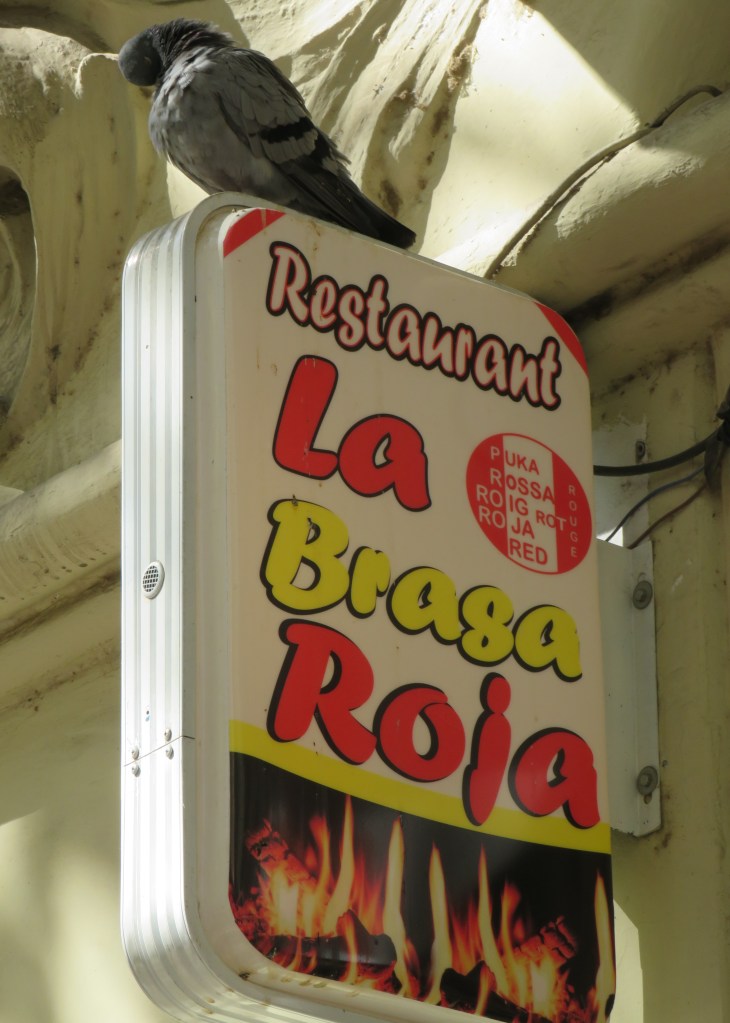 Restaurant
La
PUKA
ROSSA
ROIG ROT
ROJA
RED
ROUGE
Brasa
Roja